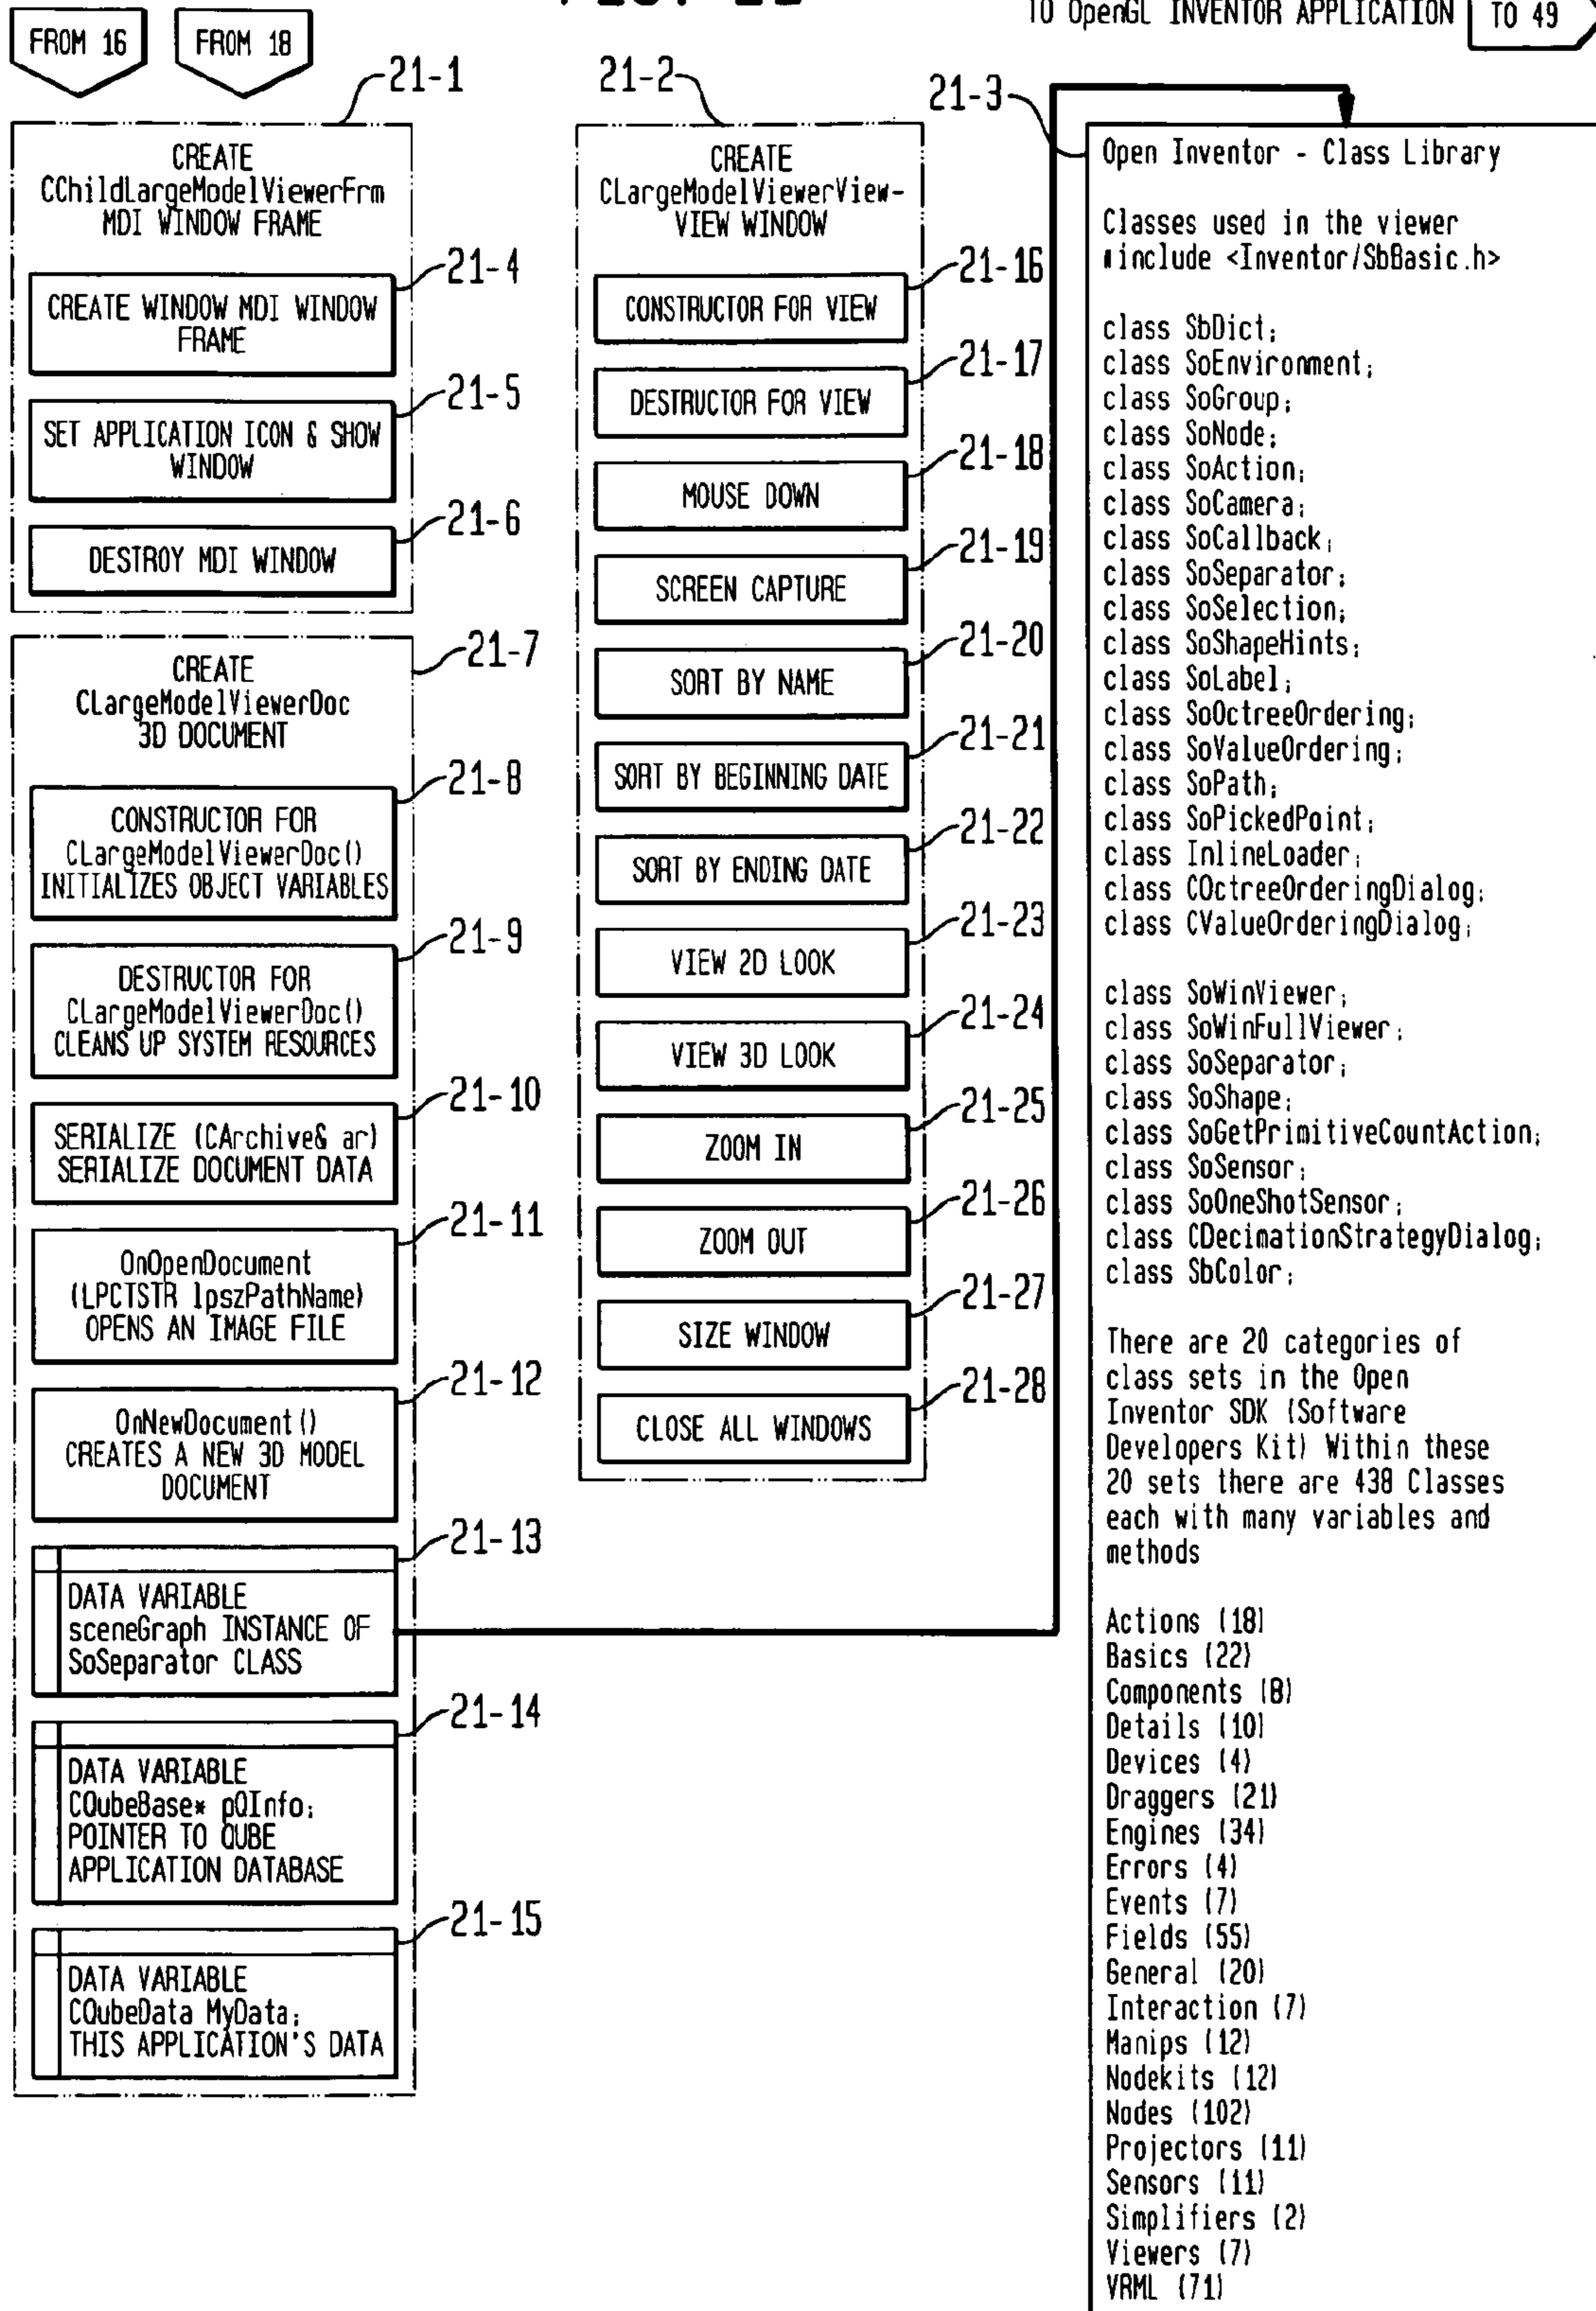 TO OpenGL INVENTOR APPLICATION
TO 49
FROM 16
FROM 18
21-1
CREATE
CChildLargeModelViewerFrm
MDI WINDOW FRAME
21-4
CREATE WINDOW MDI WINDOW
FRAME
21-5
SET APPLICATION ICON & SHOW
WINDOW
21-6
DESTROY MDI WINDOW
21-7
CREATE
CLargeModelViewerDoc
3D DOCUMENT
21-8
CONSTRUCTOR FOR
CLargeModelViewerDoc()
INITIALIZES OBJECT VARIABLES
21-9
DESTRUCTOR FOR
CLargeModelViewerDoc()
CLEANS UP SYSTEM RESOURCES
21-10
SERIALIZE (CArchive& ar)
SERIALIZE DOCUMENT DATA
21-11
OnOpenDocument
(LPCTSTR lpszPathName)
OPENS AN IMAGE FILE
21-12
OnNewDocument()
CREATES A NEW 3D MODEL
DOCUMENT
21-13
DATA VARIABLE
sceneGraph INSTANCE OF
SoSeparator CLASS
21-14
DATA VARIABLE
CQubeBase* pQInfo;
POINTER TO QUBE
APPLICATION DATABASE
21-15
DATA VARIABLE
CQubeData MyData;
THIS APPLICATION'S DATA
21-2
CREATE
CLargeModelViewerView-
VIEW WINDOW
21-16
CONSTRUCTOR FOR VIEW
21-17
DESTRUCTOR FOR VIEW
21-18
MOUSE DOWN
21-19
SCREEN CAPTURE
21-20
SORT BY NAME
21-21
SORT BY BEGINNING DATE
21-22
SORT BY ENDING DATE
21-23
VIEW 2D LOOK
21-24
VIEW 3D LOOK
21-25
ZOOM IN
21-26
ZOOM OUT
21-27
SIZE WINDOW
21-28
CLOSE ALL WINDOWS
21-3
Open Inventor - Class Library
Classes used in the viewer
#include <Inventor/SbBasic.h>
class SbDict;
class SoEnvironment;
class SoGroup;
class SoNode;
class SoAction;
class SoCamera;
class SoCallback;
class SoSeparator;
class SoSelection;
class SoShapeHints;
class SoLabel;
class SoOctreeOrdering;
class SoValueOrdering;
class SoPath;
class SoPickedPoint;
class InlineLoader;
class COctreeOrderingDialog;
class CValueOrderingDialog;
class SoWinViewer;
class SoWinFullViewer;
class SoSeparator;
class SoShape;
class SoGetPrimitiveCountAction;
class SoSensor;
class SoOneShotSensor;
class CDecimationStrategyDialog;
class SbColor;
There are 20 categories of
class sets in the Open
Inventor SDK (Software
Developers Kit) Within these
20 sets there are 438 Classes
each with many variables and
methods
Actions (18)
Basics (22)
Components (8)
Details (10)
Devices (4)
Draggers (21)
Engines (34)
Errors (4)
Events (7)
Fields (55)
General (20)
Interaction (7)
Manips (12)
Nodekits (12)
Nodes (102)
Projectors (11)
Sensors (11)
Simplifiers (2)
Viewers (7)
VRML (71)